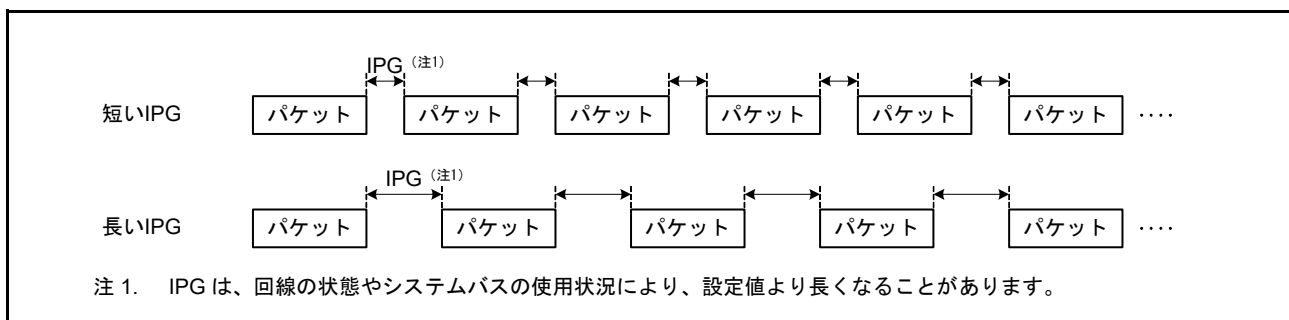 IPG（注1）
短いIPG パケット パケット パケット パケット パケット パケット ‥‥
IPG（注1）
長いIPG パケット パケット パケット パケット パケット ‥‥
注 1. IPG は、回線の状態やシステムバスの使用状況により、設定値より長くなることがあります。